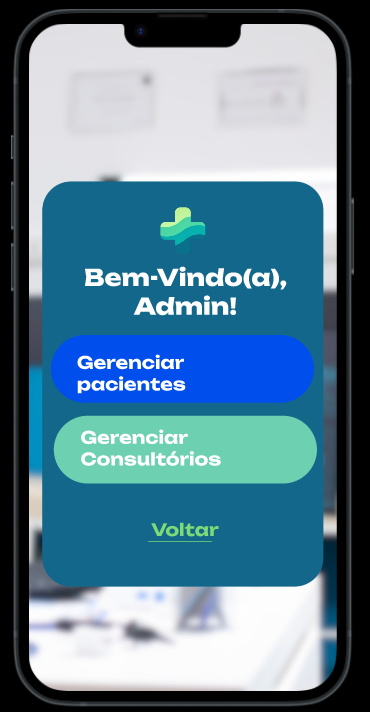 Bem-Vindo(a),
Admin!
Gerenciar
pacientes
Gerenciar
Consultórios
Voltar